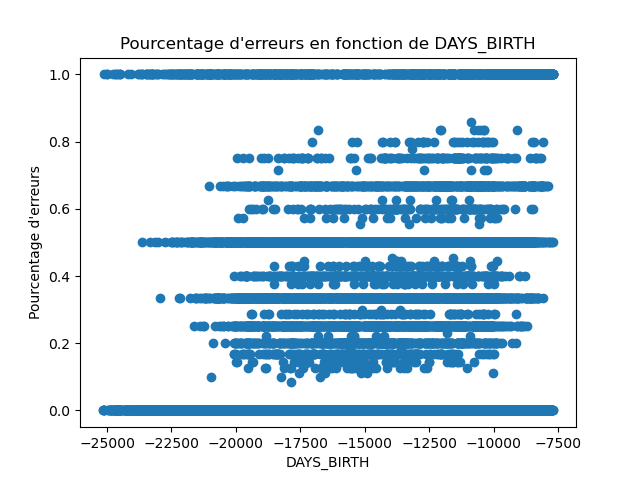 Pourcentage d'erreurs en fonction de DAYS_BIRTH
1.0
0.8
0.6
0.4
0.2
0.0
Pourcentage d'erreurs
−25000 −22500 −20000 −17500 −15000 −12500 −10000 −7500
DAYS_BIRTH